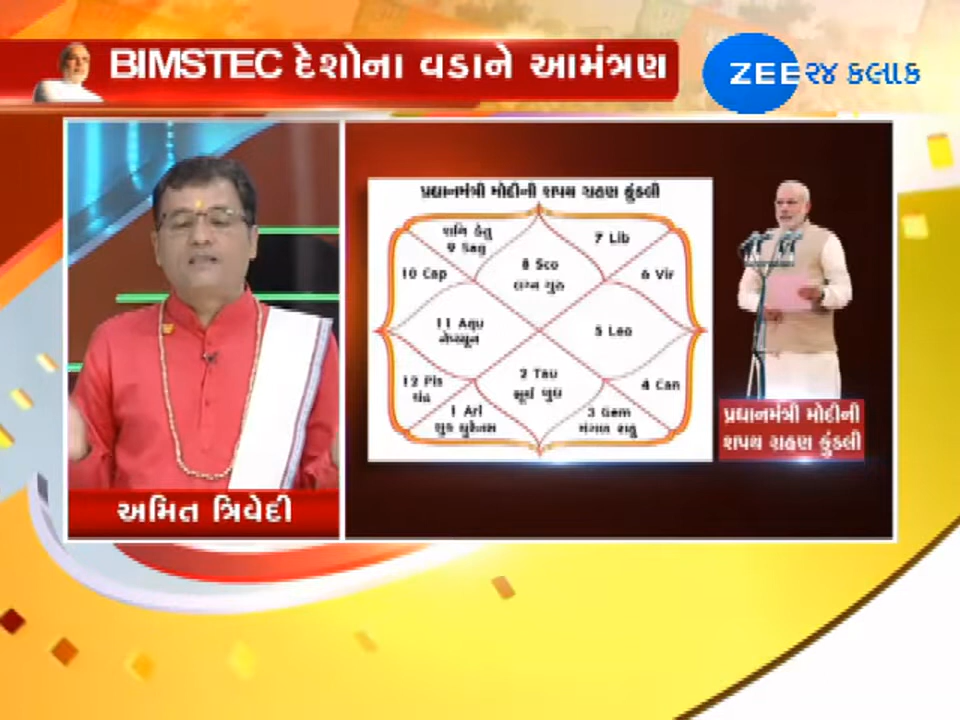 BIMSTEC દેશોના વડાને આમંત્રણ
ZEE ૨૪ કલાક
પ્રધાનમંત્રી મોદીની શપથ ગ્રહણ કુંડલી
શનિ કેતુ
9 Sag
7 Lib
10 Cap
8 Sco
લગ્ન ગુરુ
6 Vir
11 Aqu
નેપ્ચ્યૂન
5 Leo
12 Pis
ચંદ્ર
2 Tau
સૂર્ય બુધ
4 Can
1 Ari
શુક્ર યુરેનસ
3 Gem
મંગળ રાહુ
પ્રધાનમંત્રી મોદીની
શપથ ગ્રહણ કુંડલી
અમિત ત્રિવેદી